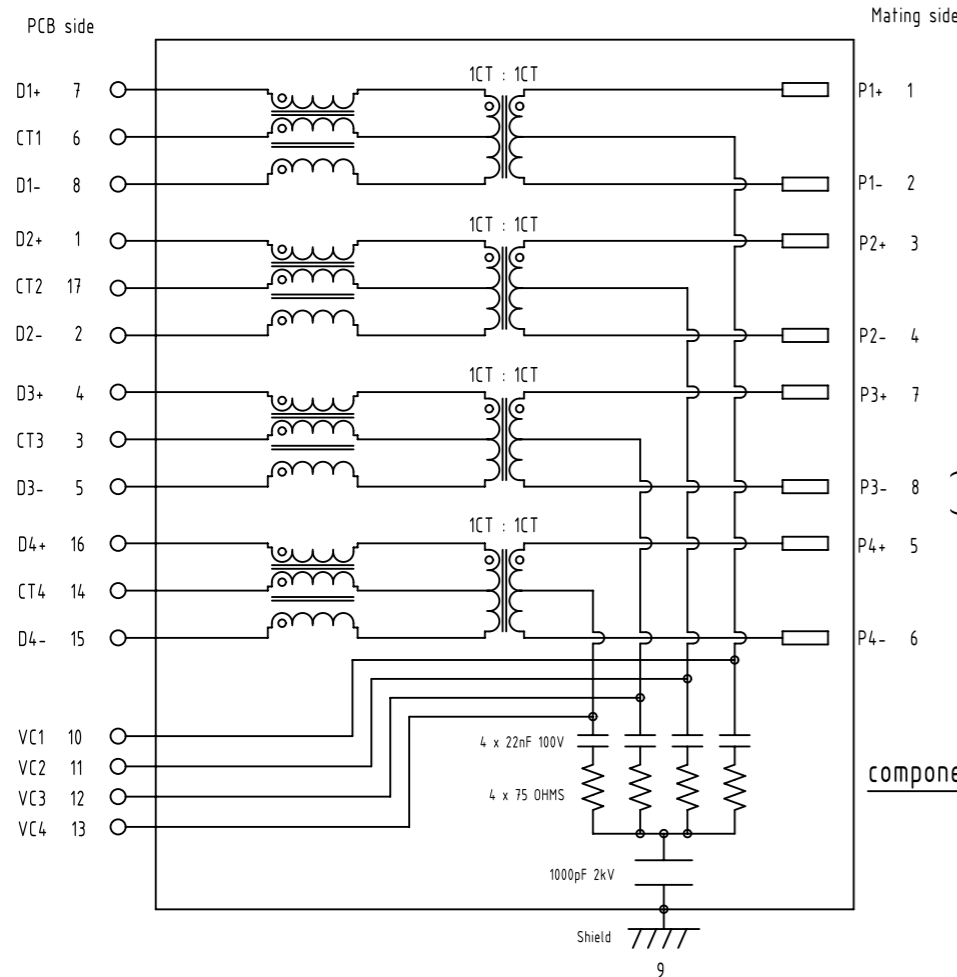 PCB side
Mating side
1CT : 1CT
D1+ 7
P1+ 1
CT1 6
D1- 8
P1- 2
1CT : 1CT
D2+ 1
P2+ 3
CT2 17
D2- 2
P2- 4
1CT : 1CT
D3+ 4
P3+ 7
CT3 3
D3- 5
P3- 8
1CT : 1CT
D4+ 16
P4+ 5
CT4 14
D4- 15
P4- 6
VC1 10
4 x 22nF 100V
VC2 11
compone
VC3 12
4 x 75 OHMS
VC4 13
1000pF 2kV
Shield
9